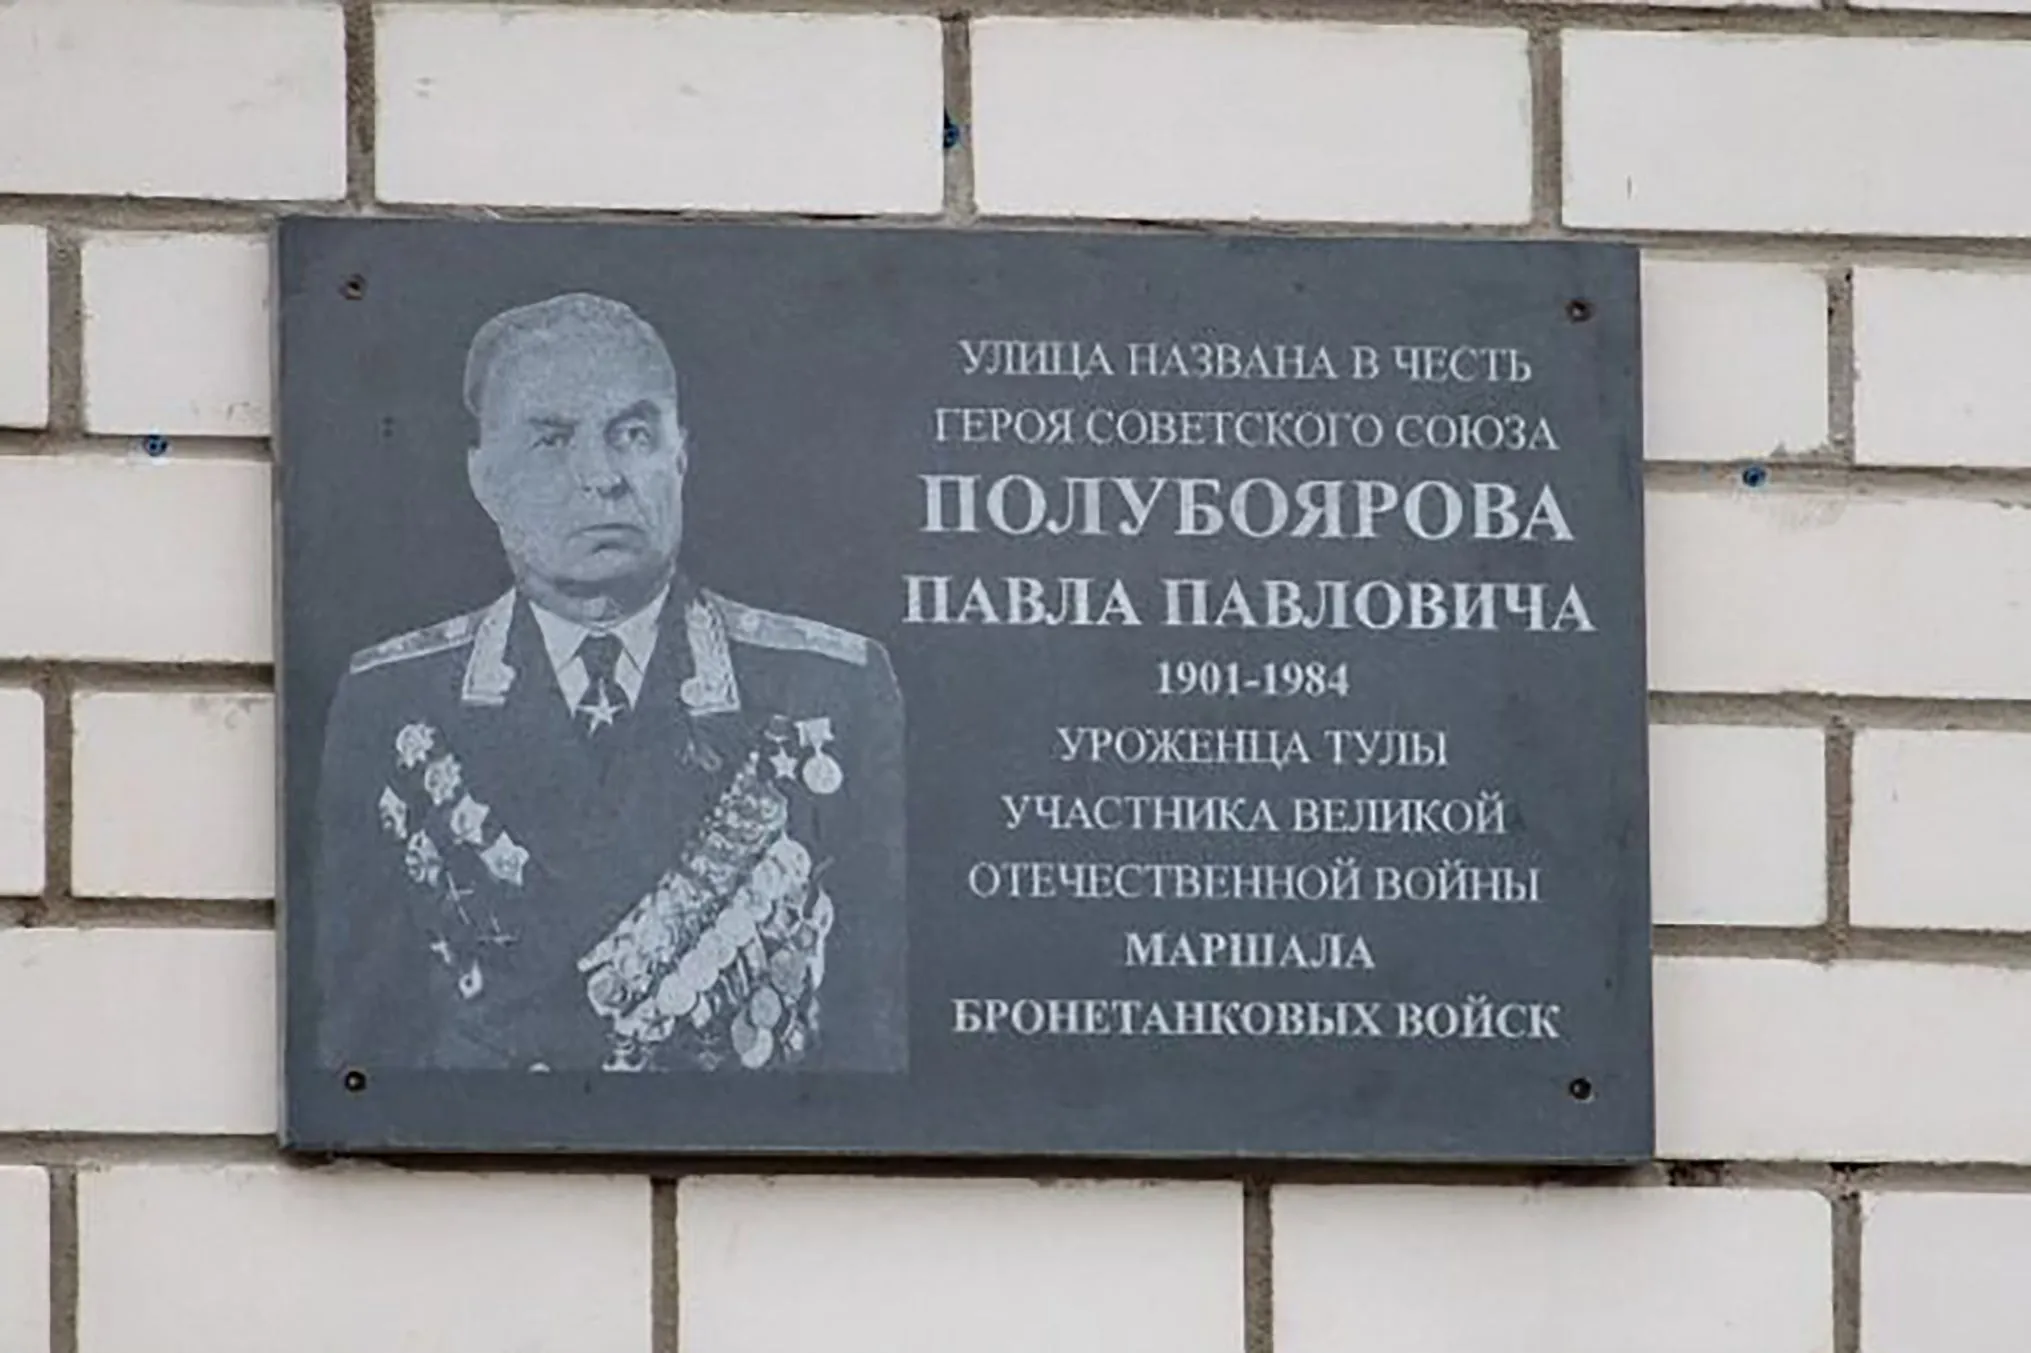 УЛИЦА НАЗВАНА В ЧЕСТЬ
ГЕРОЯ СОВЕТСКОГО СОЮЗА
ПОЛУБОЯРОВА
ПАВЛА ПАВЛОВИЧА
1901-1984
УРОЖЕНЦА ТУЛЫ
УЧАСТНИКА ВЕЛИКОЙ
ОТЕЧЕСТВЕННОЙ ВОЙНЫ
МАРШАЛА
БРОНЕТАНКОВЫХ ВОЙСК